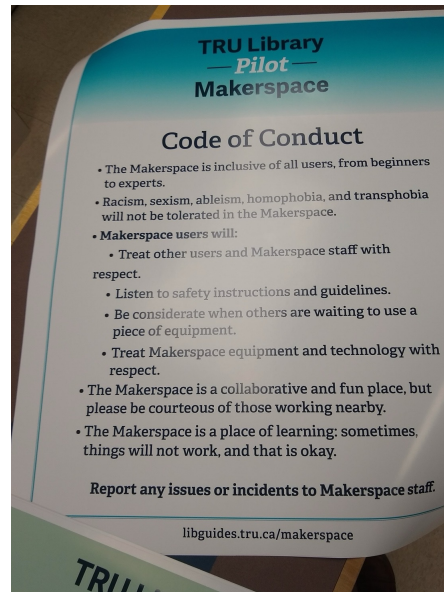 TRU Library
Pilot
Makerspace
Code of Conduct
• The Makerspace is inclusive of all users, from beginners
to experts.
• Racism, sexism, ableism, homophobia, and transphobia
will not be tolerated in the Makerspace.
• Makerspace users will:
• Treat other users and Makerspace staff with
respect.
• Listen to safety instructions and guidelines.
• Be considerate when others are waiting to use a
piece of equipment.
• Treat Makerspace equipment and technology with
respect.
• The Makerspace is a collaborative and fun place, but
please be courteous of those working nearby.
• The Makerspace is a place of learning: sometimes,
things will not work, and that is okay.
Report any issues or incidents to Makerspace staff.
libguides.tru.ca/makerspace
TRU